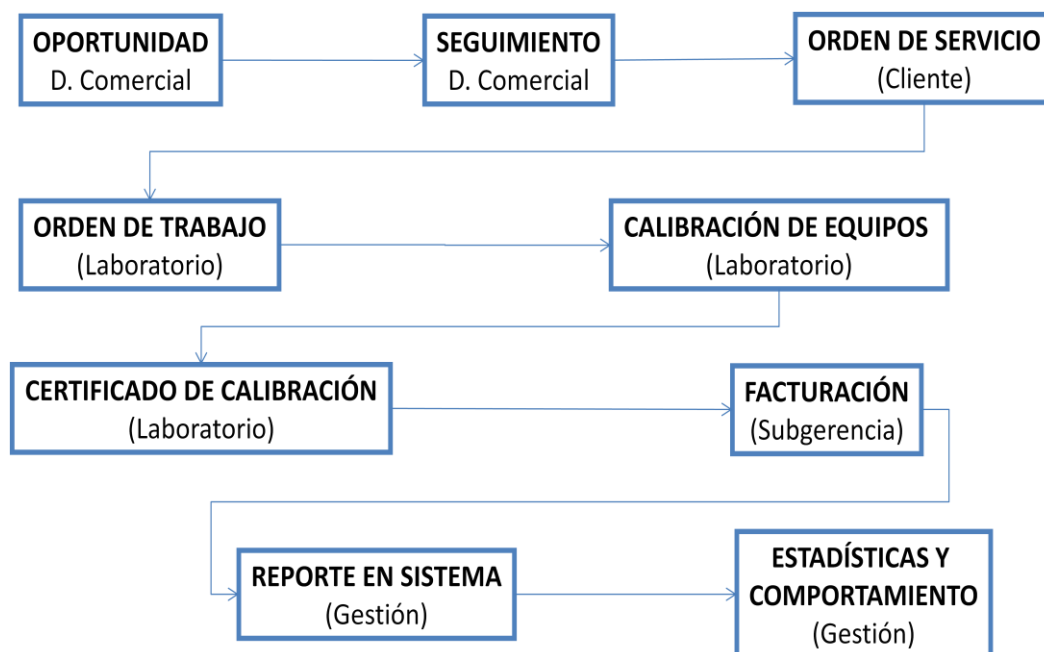 OPORTUNIDAD
D. Comercial
SEGUIMIENTO
D. Comercial
ORDEN DE SERVICIO
(Cliente)
ORDEN DE TRABAJO
(Laboratorio)
CALIBRACIÓN DE EQUIPOS
(Laboratorio)
CERTIFICADO DE CALIBRACIÓN
(Laboratorio)
FACTURACIÓN
(Subgerencia)
REPORTE EN SISTEMA
(Gestión)
ESTADÍSTICAS Y
COMPORTAMIENTO
(Gestión)